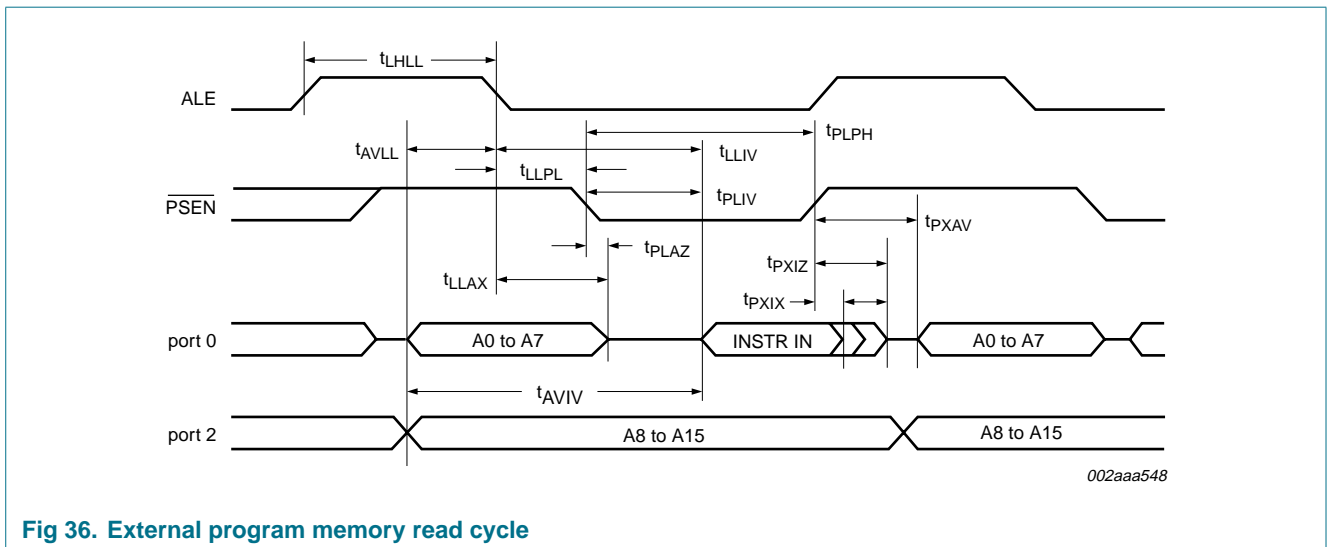 tLHLL
ALE
tPLPH
tAVLL
tLLIV
tLLPL
PSEN
tPLIV
tPXAV
tPLAZ
tPXIZ
tLLAX
tPXIX
port 0
A0 to A7
INSTR IN
A0 to A7
tAVIV
port 2
A8 to A15
A8 to A15
002aaa548
Fig 36. External program memory read cycle